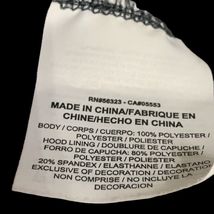 RN#56323 - CA#05553
MADE IN CHINA/FABRIQUE EN
CHINE/HECHO EN CHINA
BODY / CORPS / CUERPO: 100% POLYESTER /
POLYESTER / POLIESTER
HOOD LINING / DOUBLURE DE CAPUCHE /
FORRO DE CAPUCHA: 80% POLYESTER /
POLYESTER / POLIESTER
20% SPANDEX / ELASTHANNE / ELASTANO
EXCLUSIVE OF DECORATION / DECORATION
NON COMPRISE / NO INCLUYE LA
DECORACION